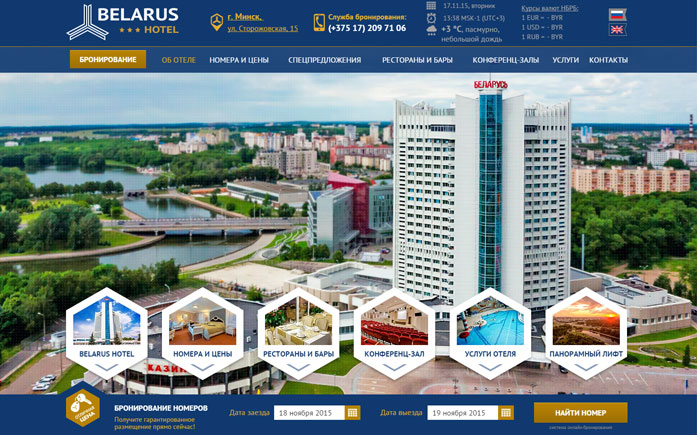 BELARUS
★★★ HOTEL
г. Минск,
ул. Сторожовская, 15
Служба бронирования:
(+375 17) 209 71 06
17.11.15, вторник
13:38 MSK-1 (UTC+3)
+3 °C, пасмурно,
небольшой дождь
Курсы валют НБРБ:
1 EUR = - BYR
1 USD = - BYR
1 RUB = - BYR
БРОНИРОВАНИЕ
ОБ ОТЕЛЕ
НОМЕРА И ЦЕНЫ
СПЕЦПРЕДЛОЖЕНИЯ
РЕСТОРАНЫ И БАРЫ
КОНФЕРЕНЦ-ЗАЛЫ
УСЛУГИ
КОНТАКТЫ
БЕЛАРУСЬ
BELARUS HOTEL
НОМЕРА И ЦЕНЫ
РЕСТОРАНЫ И БАРЫ
КОНФЕРЕНЦ-ЗАЛ
УСЛУГИ ОТЕЛЯ
ПАНОРАМНЫЙ ЛИФТ
КАЗИНО
ОТЛИЧНАЯ
ЦЕНА
БРОНИРОВАНИЕ НОМЕРОВ
Получите гарантированное
размещение прямо сейчас!
Дата заезда
18 ноября 2015
Дата выезда
19 ноября 2015
НАЙТИ НОМЕР
система онлайн-бронирования